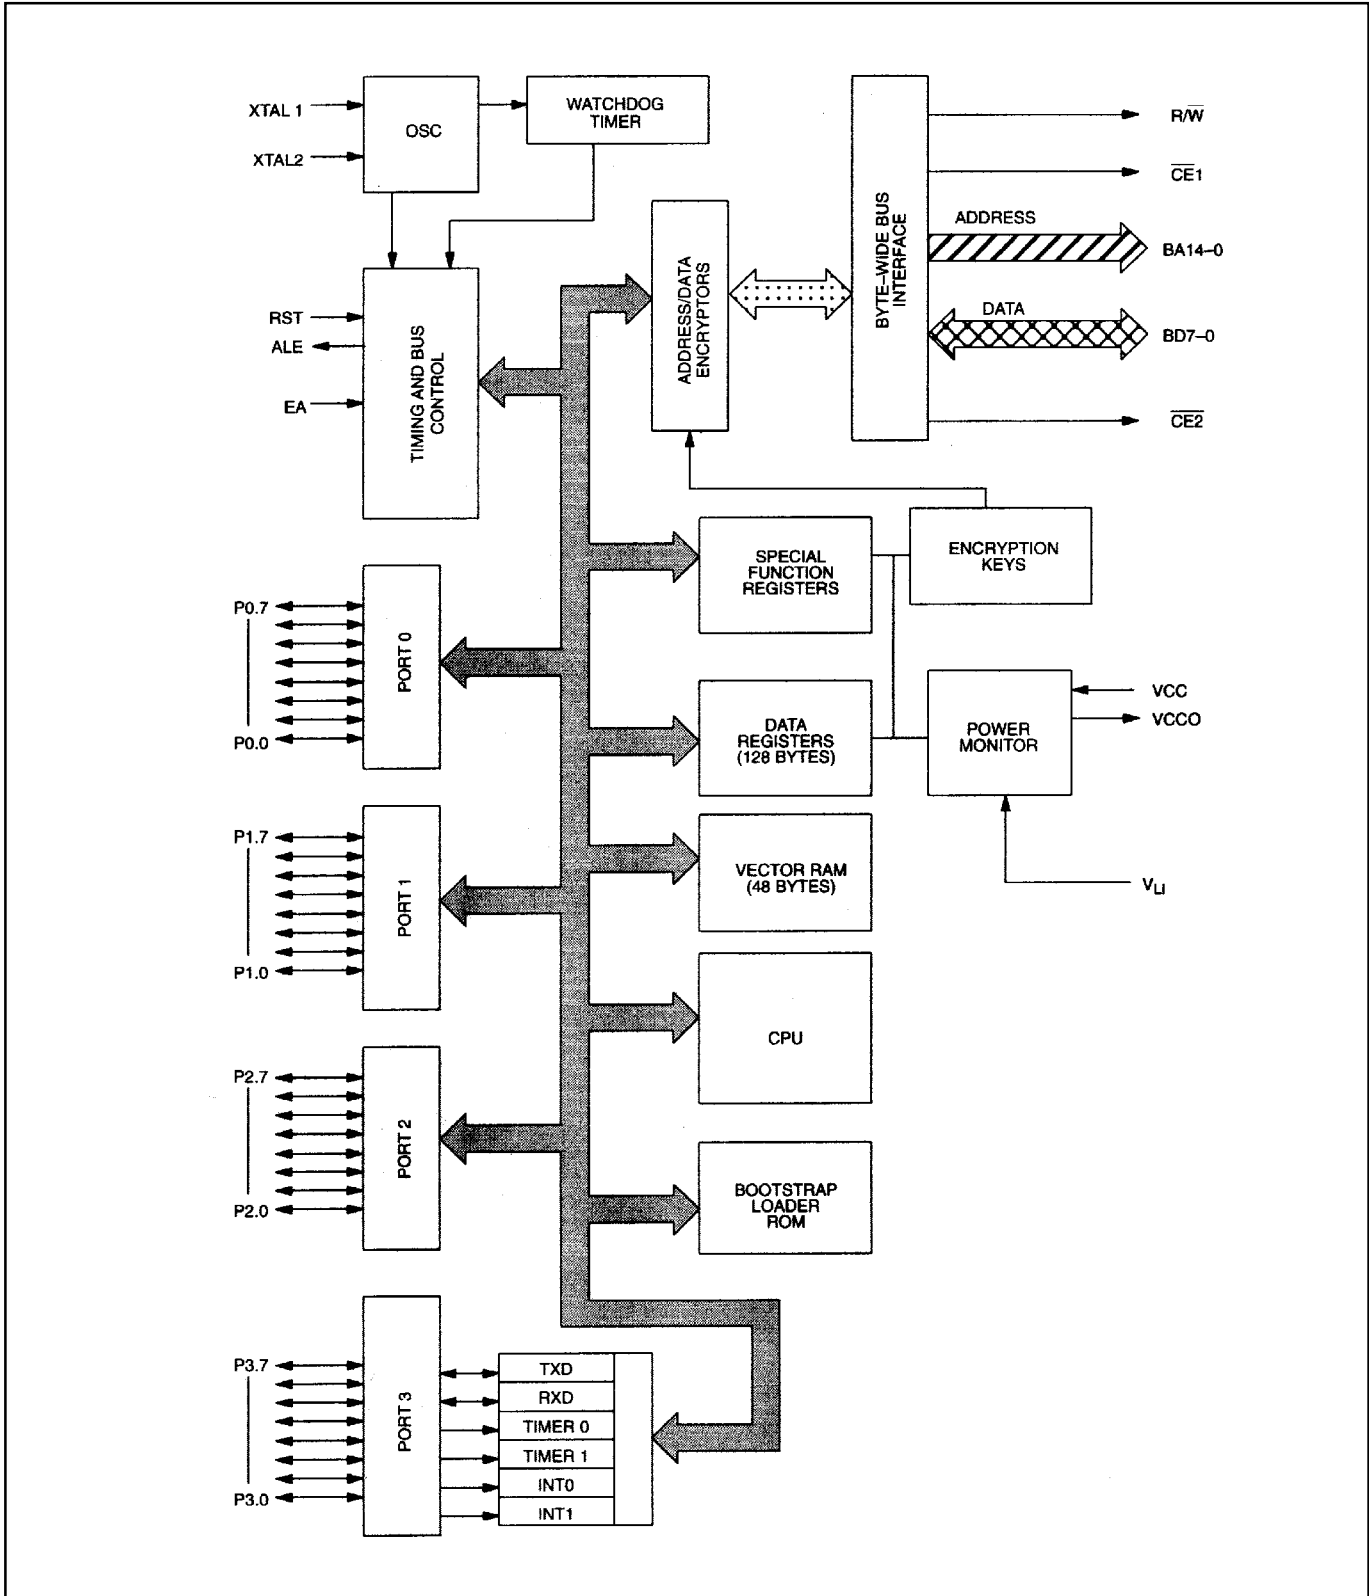 XTAL 1
XTAL2
OSC
WATCHDOG
TIMER
RST
ALE
EA
TIMING AND BUS
CONTROL
ADDRESS/DATA
ENCRYPTORS
BYTE–WIDE BUS
INTERFACE
R/W̅
C̅E̅1
ADDRESS
BA14–0
DATA
BD7–0
C̅E̅2̅
ENCRYPTION
KEYS
SPECIAL
FUNCTION
REGISTERS
P0.7
P0.0
PORT 0
DATA
REGISTERS
(128 BYTES)
POWER
MONITOR
VCC
VCCO
VLI
P1.7
P1.0
PORT 1
VECTOR RAM
(48 BYTES)
CPU
P2.7
P2.0
PORT 2
BOOTSTRAP
LOADER
ROM
P3.7
P3.0
PORT 3
TXD
RXD
TIMER 0
TIMER 1
INT0
INT1